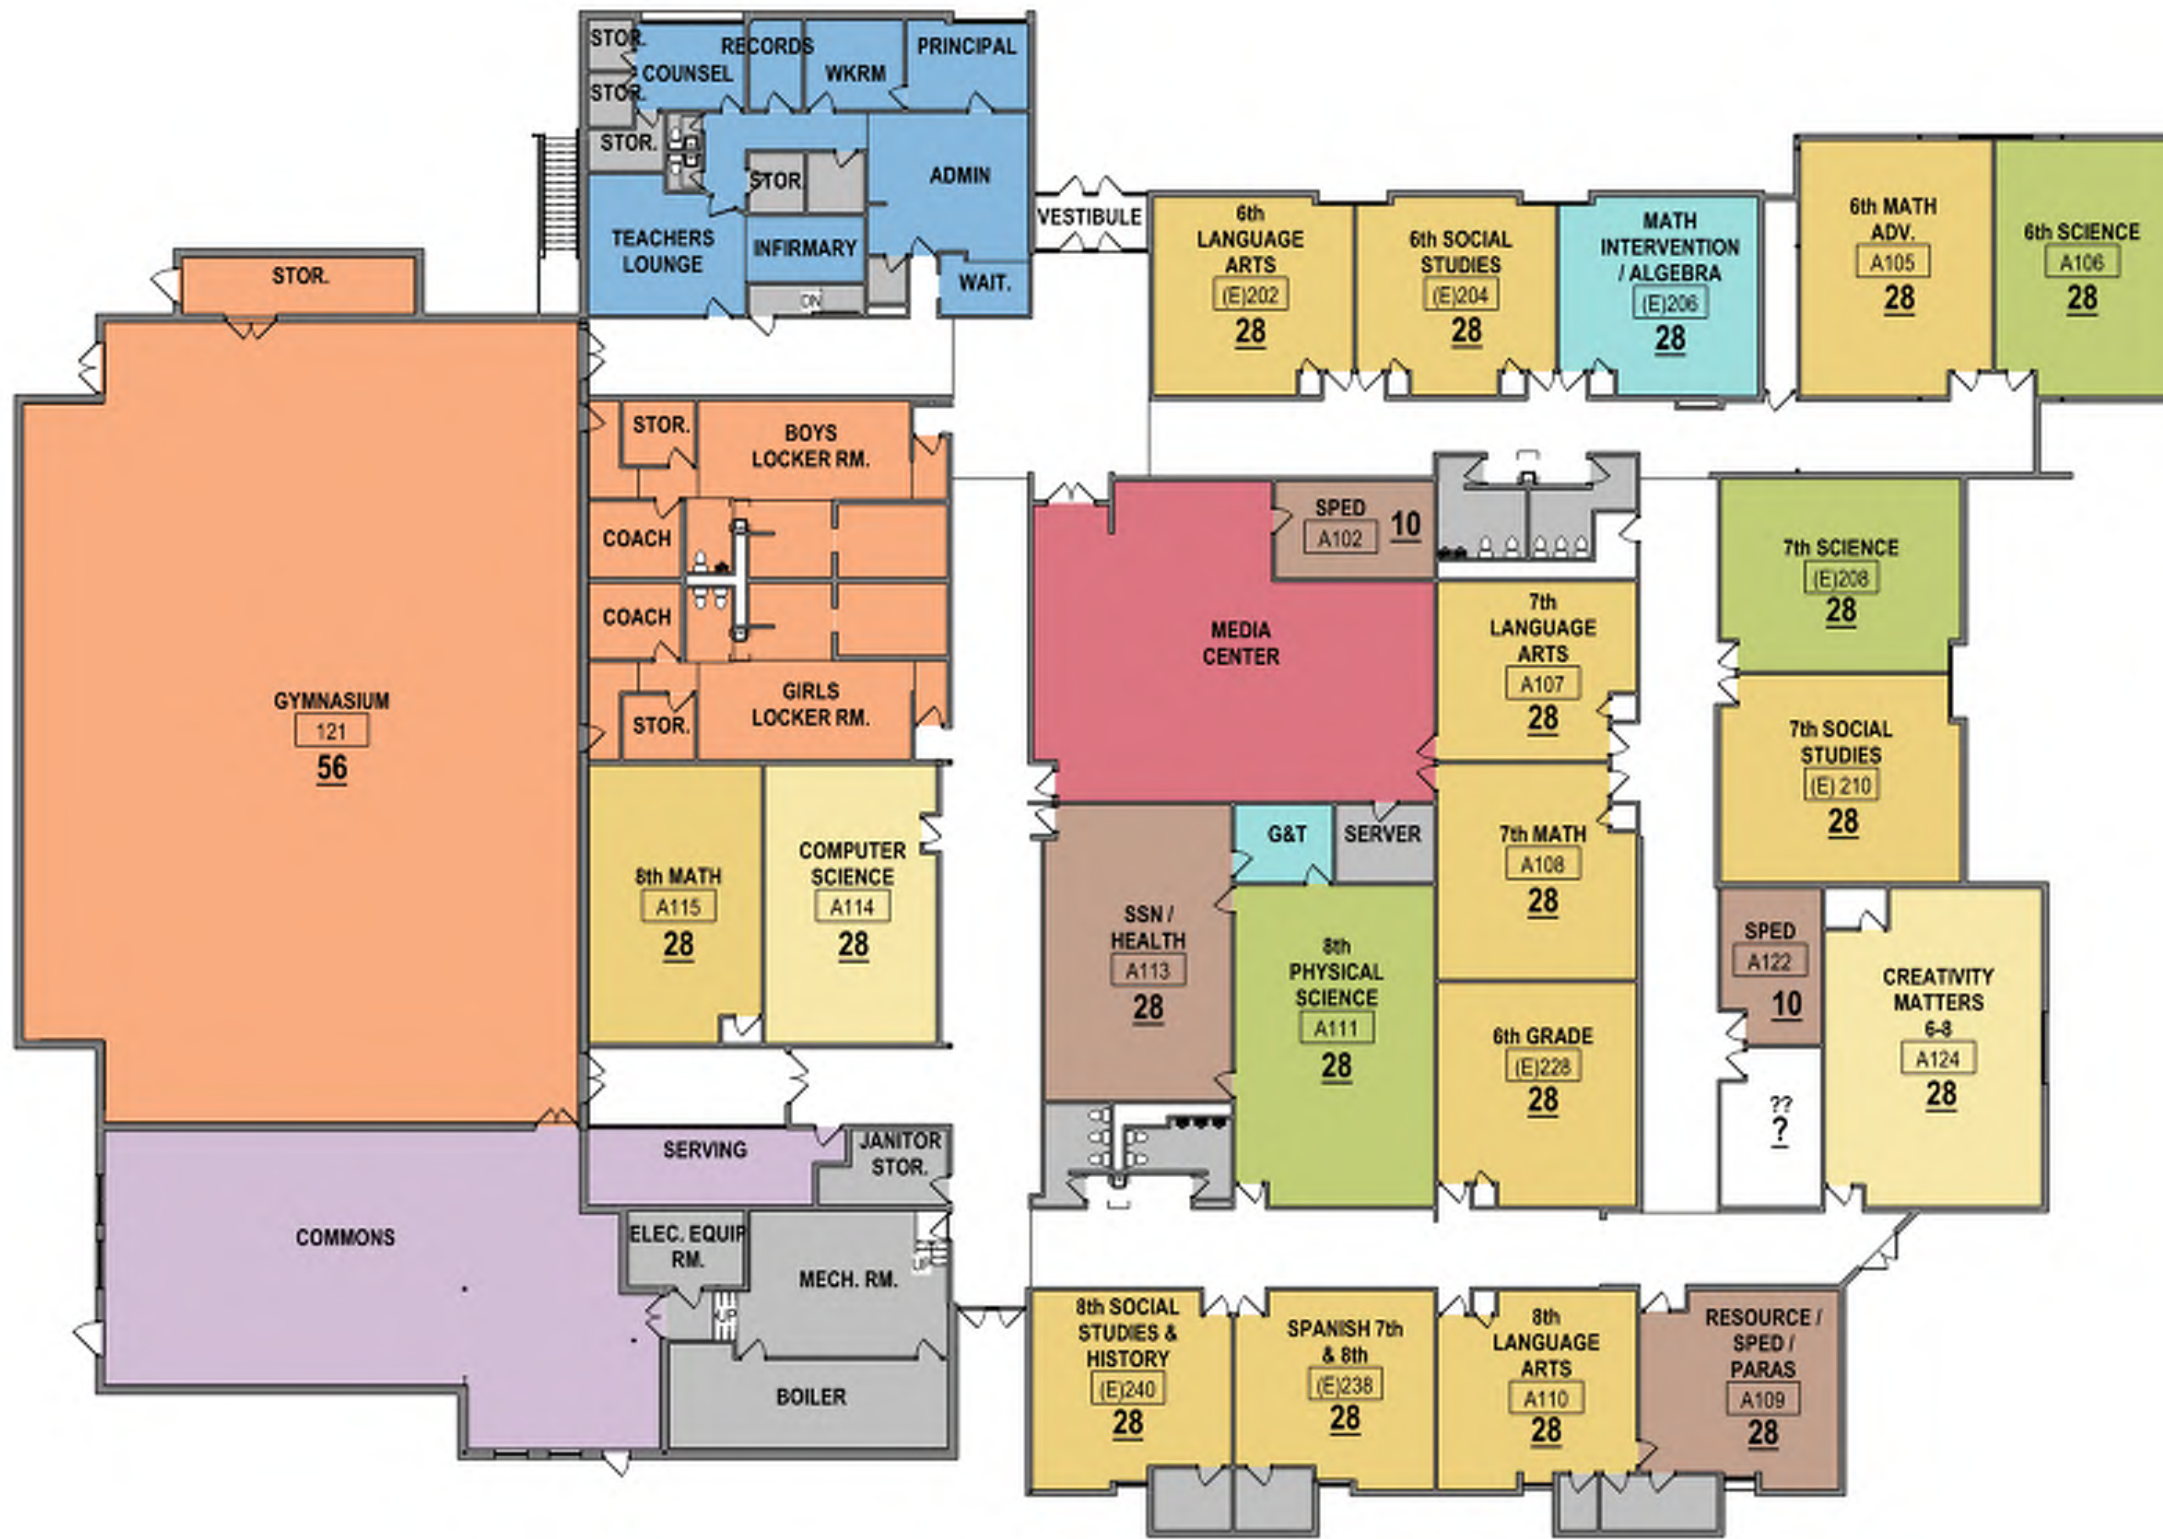 STOR.
COUNSEL
RECORDS
WKRM
PRINCIPAL
STOR.
STOR.
STOR.
ADMIN
TEACHERS
LOUNGE
INFIRMARY
DN
WAIT.
VESTIBULE
6th
LANGUAGE
ARTS
(E)202
28
6th SOCIAL
STUDIES
(E)204
28
MATH
INTERVENTION
/ ALGEBRA
(E)206
28
6th MATH
ADV.
A105
28
6th SCIENCE
A106
28
STOR.
GYMNASIUM
121
56
STOR.
BOYS
LOCKER RM.
COACH
COACH
GIRLS
LOCKER RM.
STOR.
MEDIA
CENTER
SPED
A102
10
7th
LANGUAGE
ARTS
A107
28
7th SCIENCE
(E)208
28
7th SOCIAL
STUDIES
(E) 210
28
8th MATH
A115
28
COMPUTER
SCIENCE
A114
28
SSN /
HEALTH
A113
28
G&T
SERVER
8th
PHYSICAL
SCIENCE
A111
28
7th MATH
A108
28
6th GRADE
(E)228
28
SPED
A122
10
??
?
CREATIVITY
MATTERS
6-8
A124
28
SERVING
JANITOR
STOR.
COMMONS
ELEC. EQUIP
RM.
UP
MECH. RM.
UP
BOILER
8th SOCIAL
STUDIES &
HISTORY
(E)240
28
SPANISH 7th
& 8th
(E)238
28
8th
LANGUAGE
ARTS
A110
28
RESOURCE /
SPED /
PARAS
A109
28